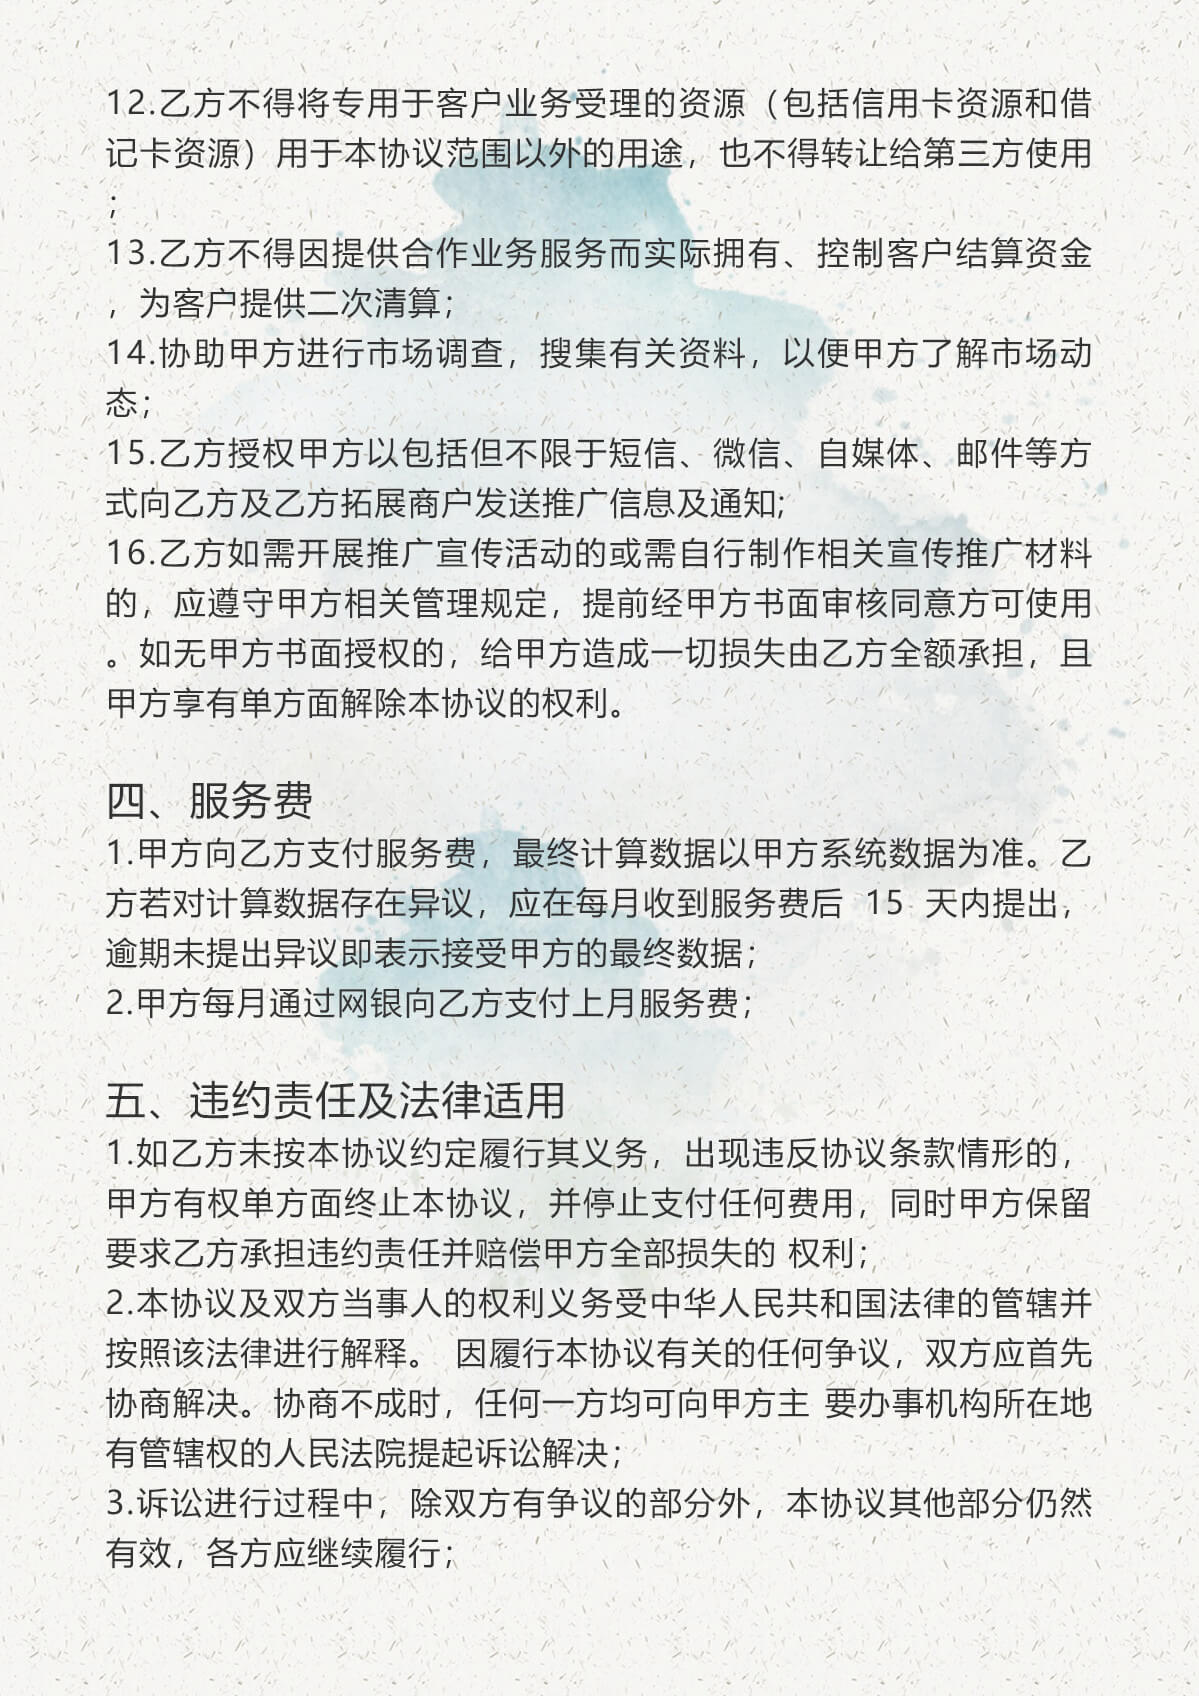 12.乙方不得将专用于客户业务受理的资源（包括信用卡资源和借
记卡资源）用于本协议范围以外的用途，也不得转让给第三方使用
；
13.乙方不得因提供合作业务服务而实际拥有、控制客户结算资金
，为客户提供二次清算；
14.协助甲方进行市场调查，搜集有关资料，以便甲方了解市场动
态；
15.乙方授权甲方以包括但不限于短信、微信、自媒体、邮件等方
式向乙方及乙方拓展商户发送推广信息及通知;
16.乙方如需开展推广宣传活动的或需自行制作相关宣传推广材料
的，应遵守甲方相关管理规定，提前经甲方书面审核同意方可使用
。如无甲方书面授权的，给甲方造成一切损失由乙方全额承担，且
甲方享有单方面解除本协议的权利。
四、服务费
1.甲方向乙方支付服务费，最终计算数据以甲方系统数据为准。乙
方若对计算数据存在异议，应在每月收到服务费后 15 天内提出，
逾期未提出异议即表示接受甲方的最终数据；
2.甲方每月通过网银向乙方支付上月服务费；
五、违约责任及法律适用
1.如乙方未按本协议约定履行其义务，出现违反协议条款情形的，
甲方有权单方面终止本协议，并停止支付任何费用，同时甲方保留
要求乙方承担违约责任并赔偿甲方全部损失的 权利；
2.本协议及双方当事人的权利义务受中华人民共和国法律的管辖并
按照该法律进行解释。 因履行本协议有关的任何争议，双方应首先
协商解决。协商不成时，任何一方均可向甲方主 要办事机构所在地
有管辖权的人民法院提起诉讼解决；
3.诉讼进行过程中，除双方有争议的部分外，本协议其他部分仍然
有效，各方应继续履行；